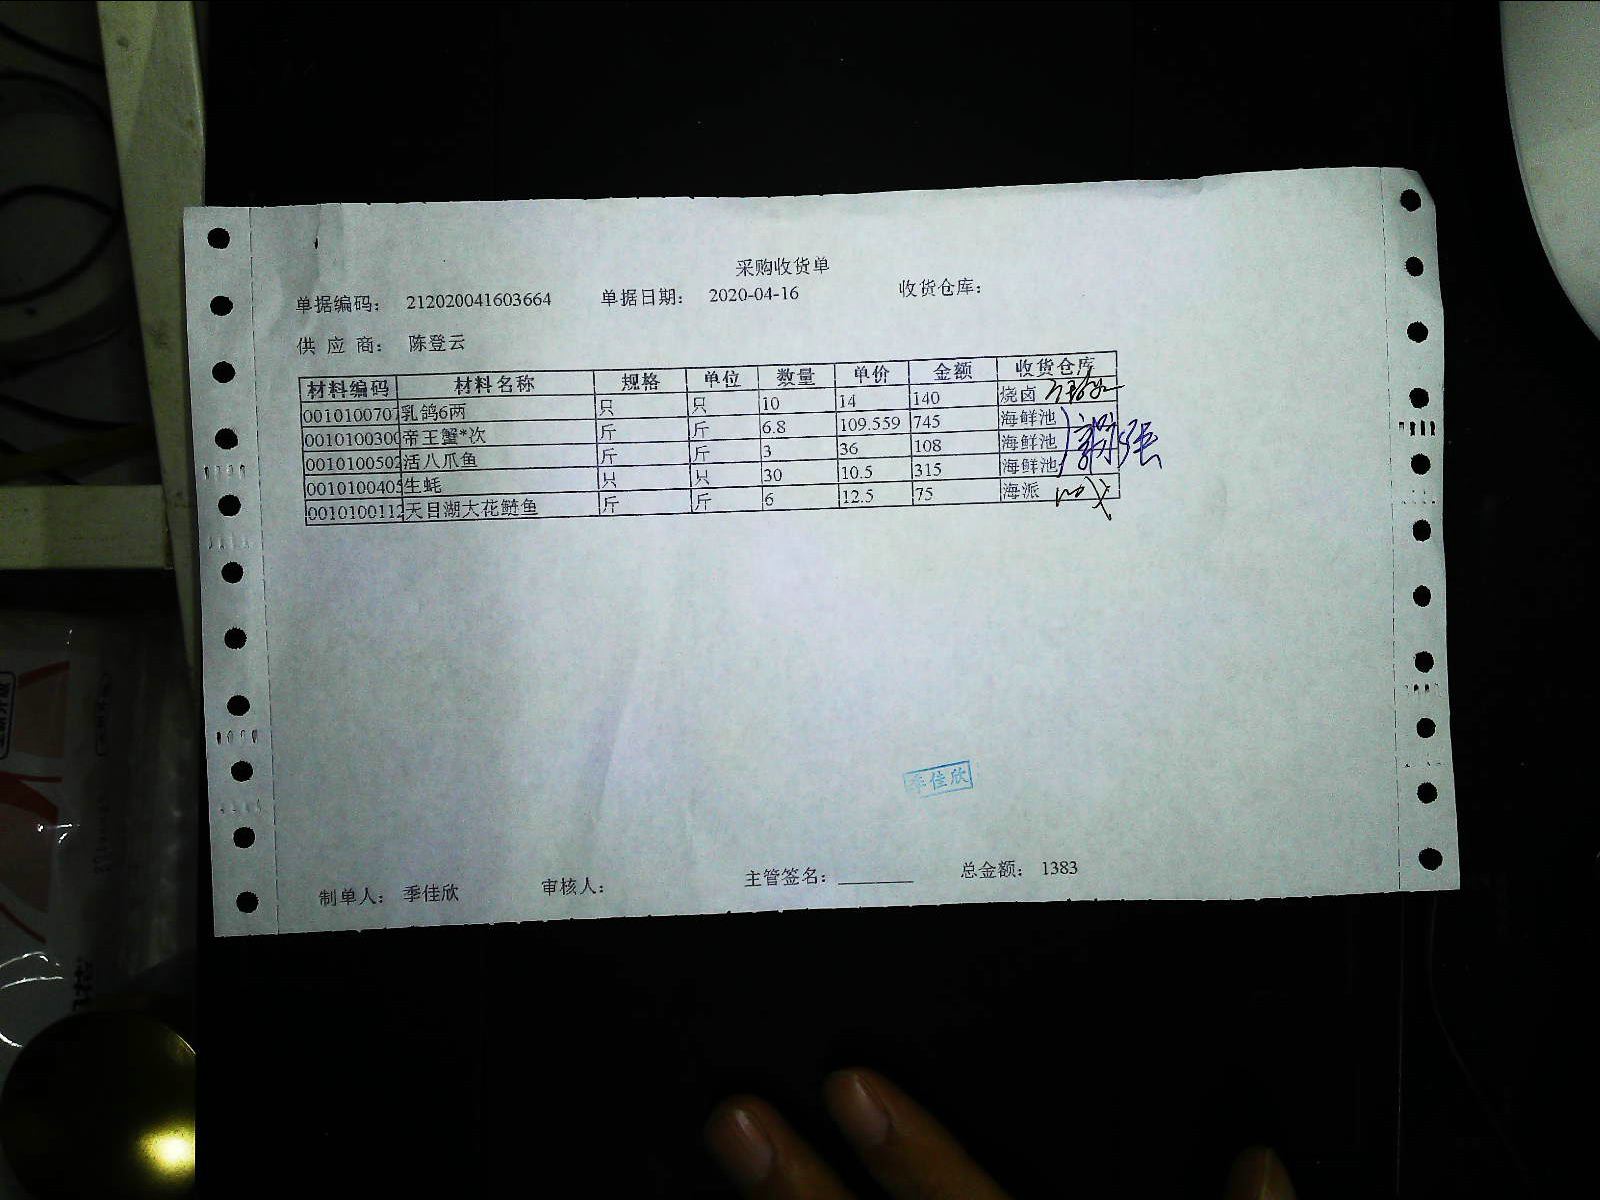 采购收货单
单据编码： 212020041603664 单据日期： 2020-04-16 收货仓库：
供 应 商： 陈登云
材料编码 材料名称 规格 单位 数量 单价 金额 收货仓库
0010100707 乳鸽6两 只 只 10 14 140 烧卤
0010100300 帝王蟹*次 斤 斤 6.8 109.559 745 海鲜池
0010100502 活八爪鱼 斤 斤 3 36 108 海鲜池
0010100405 生蚝 只 只 30 10.5 315 海鲜池
0010100112 天目湖大花鲢鱼 斤 斤 6 12.5 75 海派
季佳欣
制单人： 季佳欣 审核人： 主管签名：________ 总金额： 1383